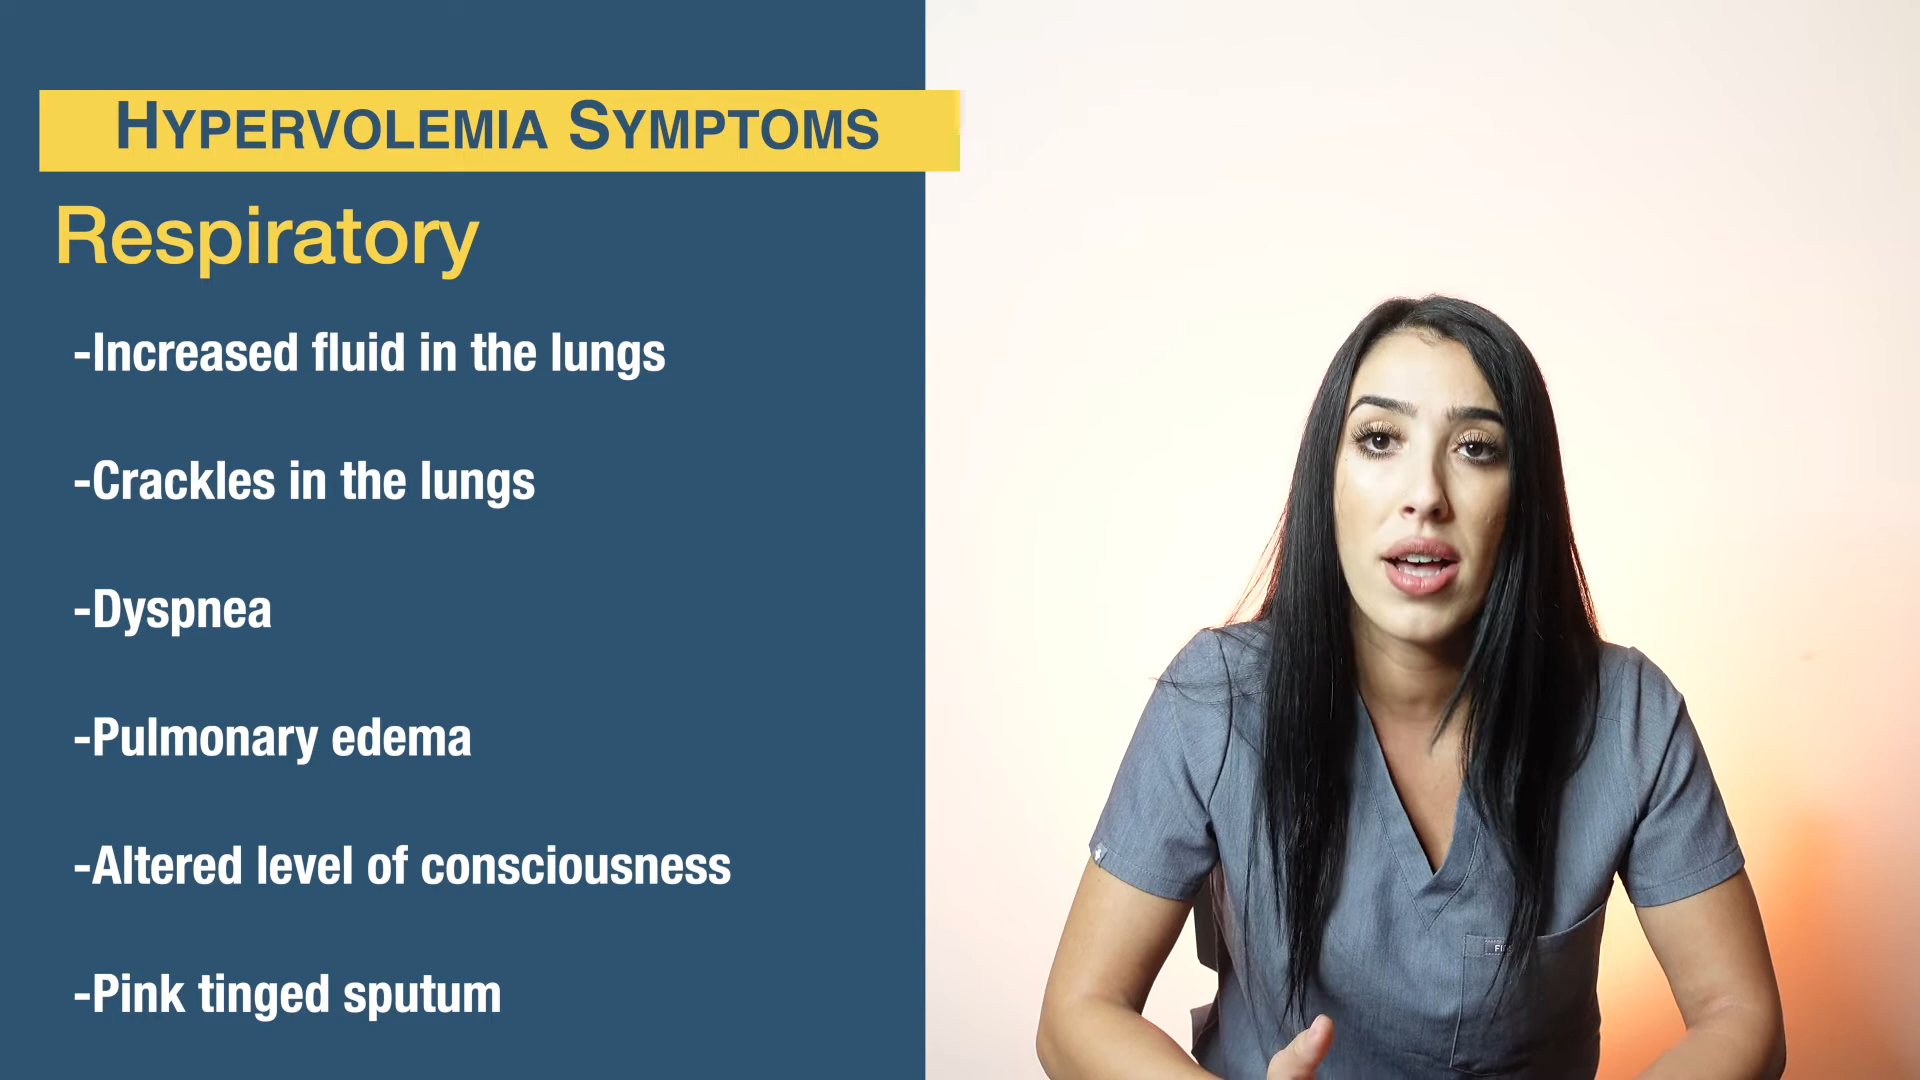 HYPERVOLEMIA SYMPTOMS
Respiratory
-Increased fluid in the lungs
-Crackles in the lungs
-Dyspnea
-Pulmonary edema
-Altered level of consciousness
-Pink tinged sputum